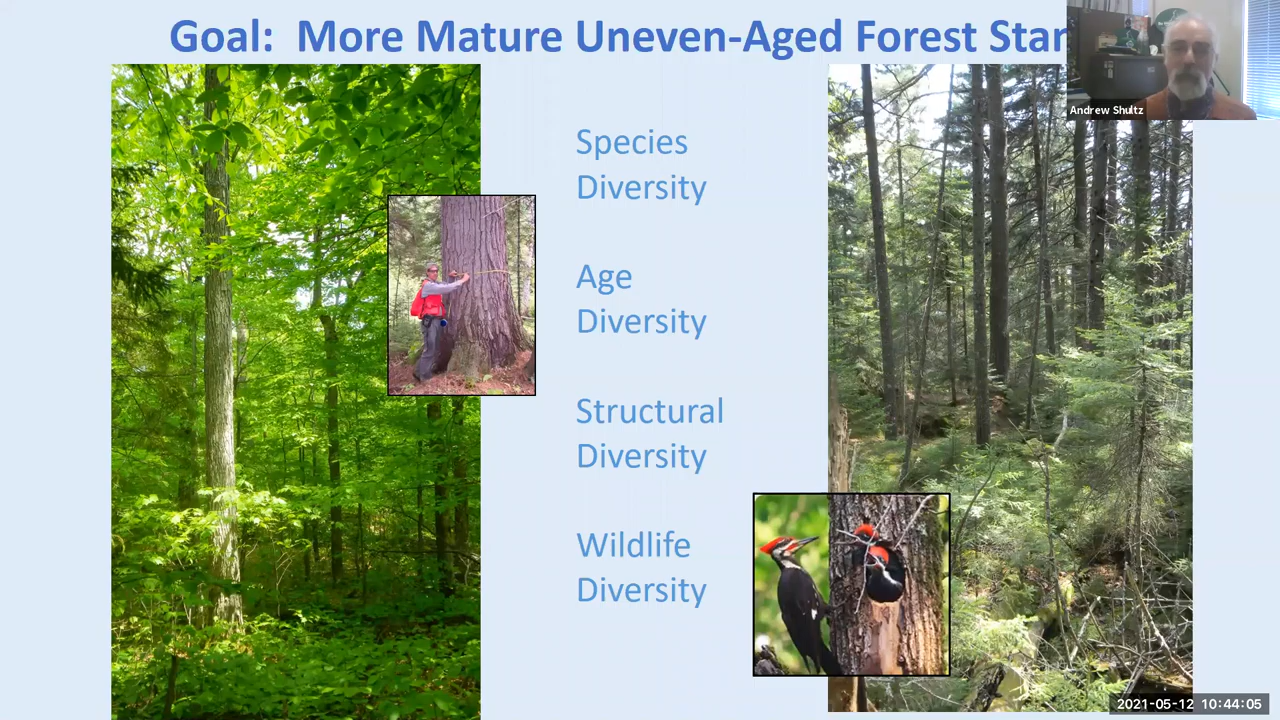 Goal: More Mature Uneven-Aged Forest Star
Andrew Shultz
Species
Diversity
Age
Diversity
Structural
Diversity
Wildlife
Diversity
2021-05-12 10:44:05